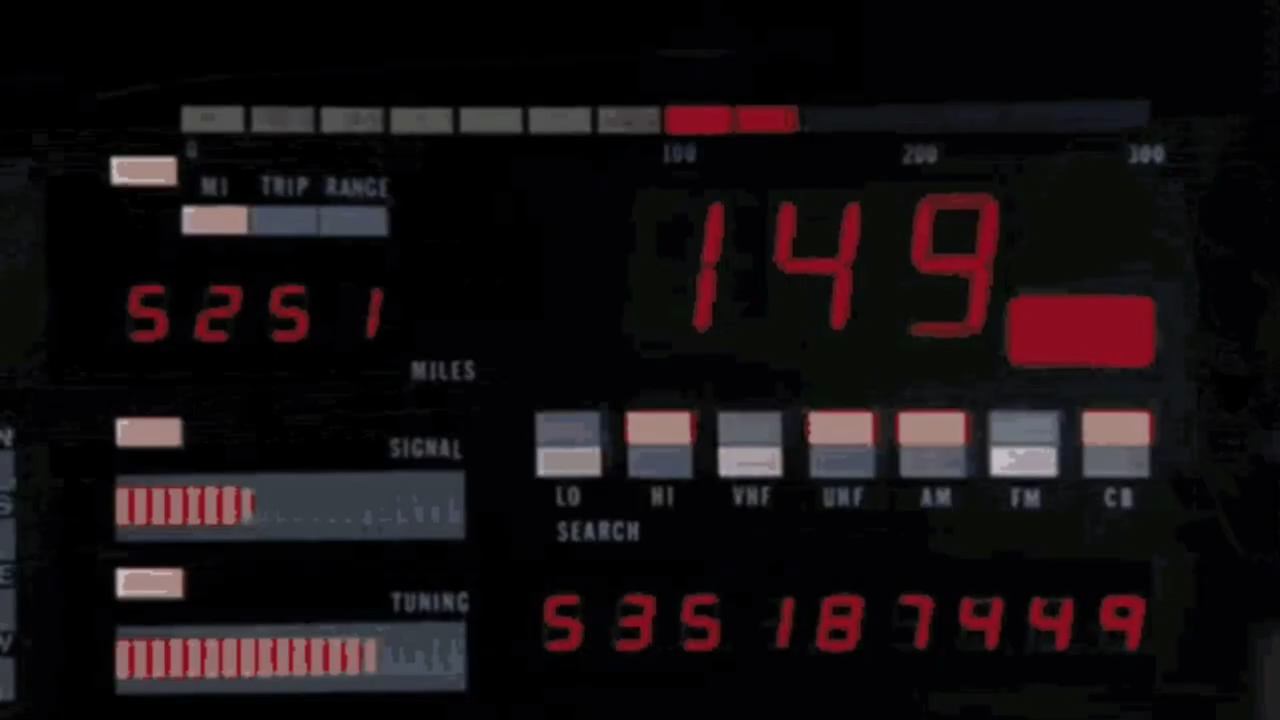 0 100 200 300
MI TRIP RANGE
149
5251
MILES
SIGNAL
LO HI VHF UHF AM FM CB
SEARCH
TUNING
535187449